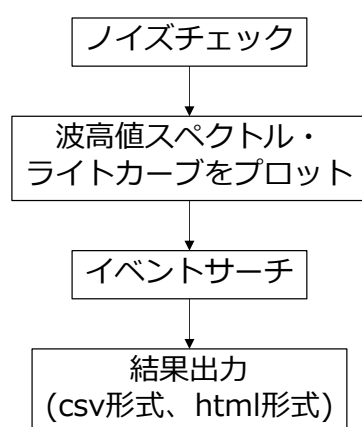 ノイズチェック
波高値スペクトル・
ライトカーブをプロット
イベントサーチ
結果出力
(csv形式、html形式)